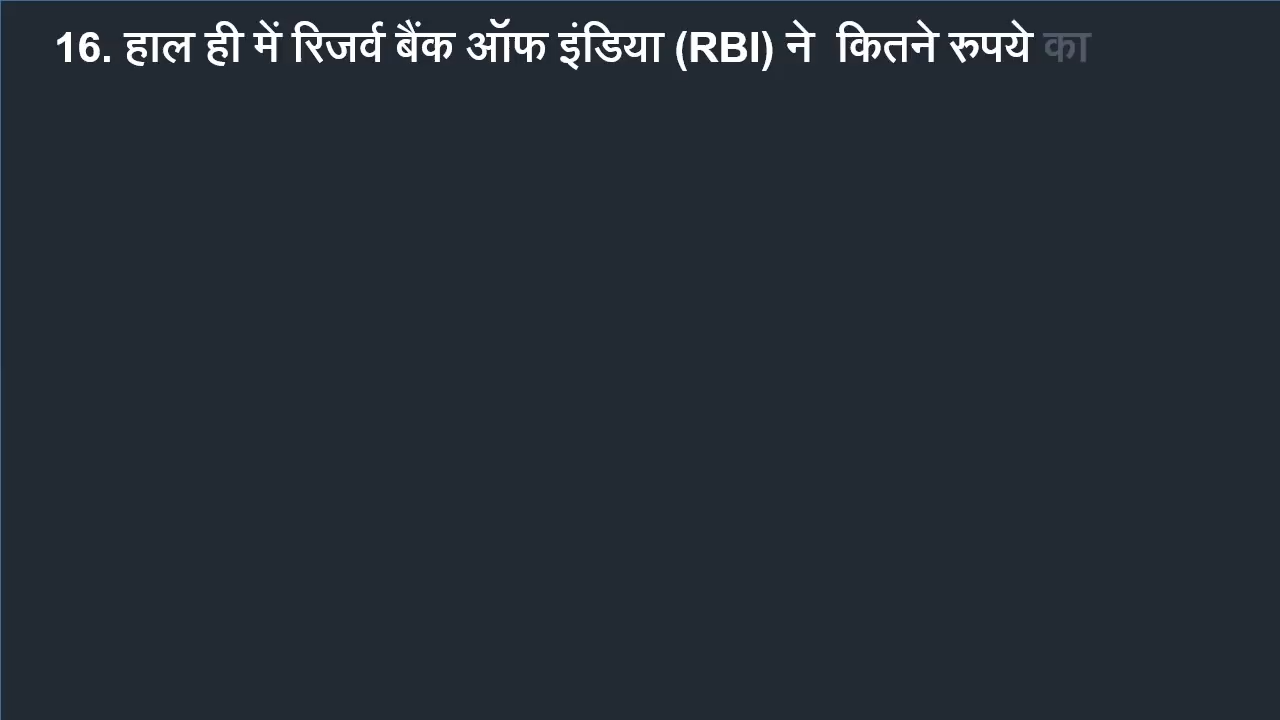 16. हाल ही में रिजर्व बैंक ऑफ इंडिया (RBI) ने  कितने रुपये का